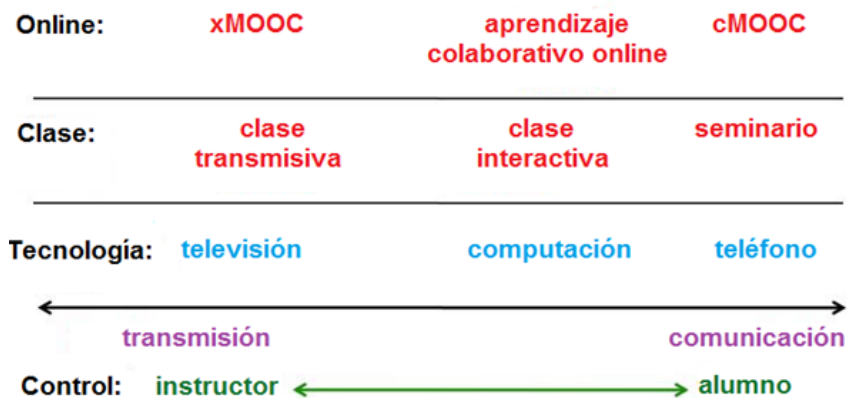 Online: xMOOC aprendizaje cMOOC
colaborativo online
Clase: clase clase seminario
transmisiva interactiva
Tecnología: televisión computación teléfono
transmisión comunicación
Control: instructor alumno